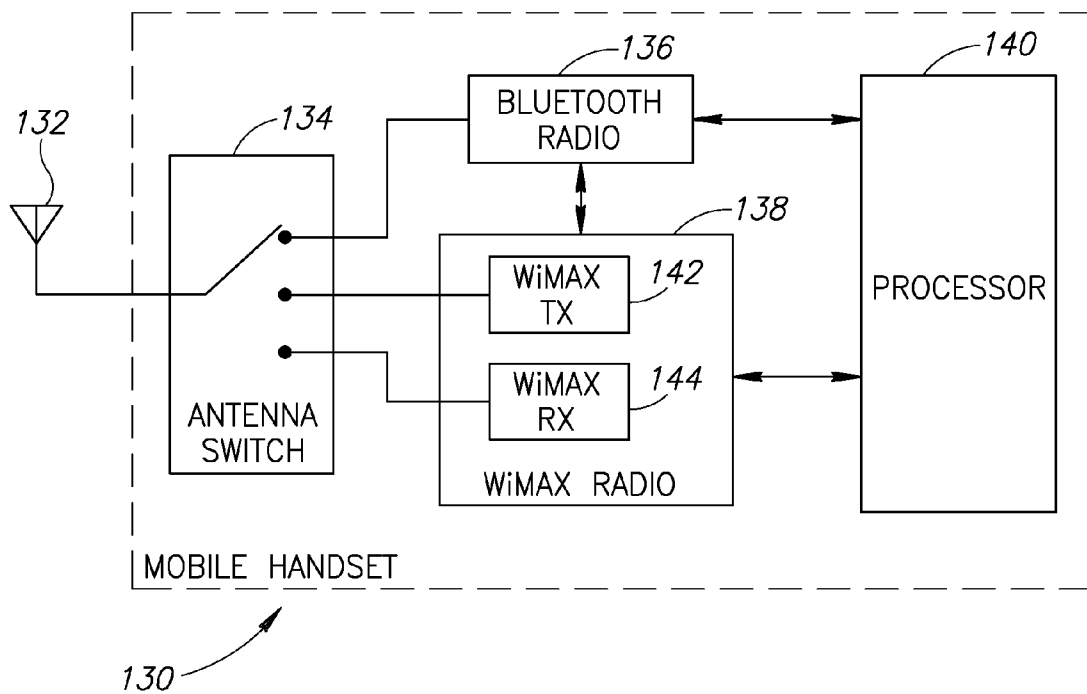 136
140
132
134
BLUETOOTH
RADIO
138
WiMAX
TX
142
PROCESSOR
WiMAX
RX
144
ANTENNA
SWITCH
WiMAX RADIO
MOBILE HANDSET
130